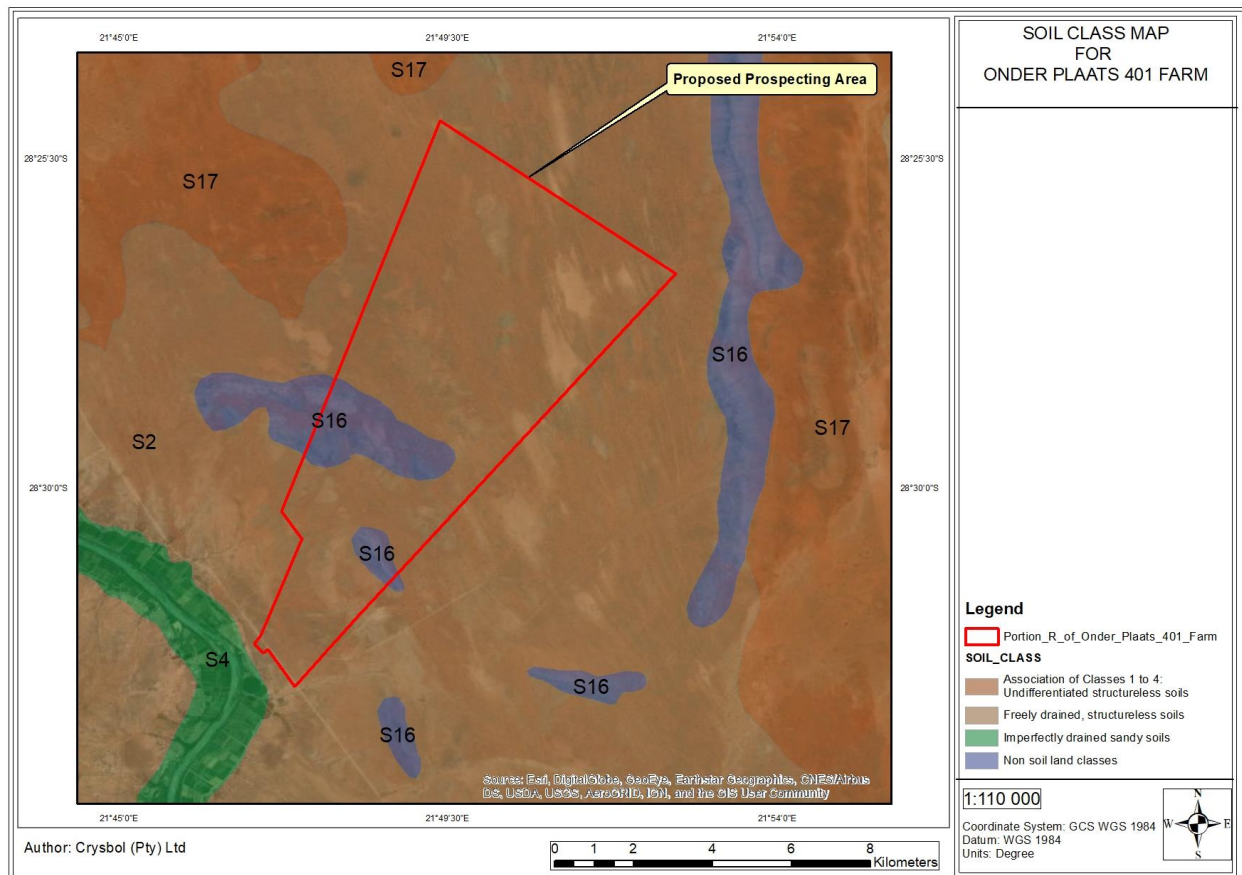 21°45'0"E
21°49'30"E
21°54'0"E
SOIL CLASS MAP
FOR
ONDER PLAATS 401 FARM
S17
Proposed Prospecting Area
28°25'30"S
28°25'30"S
S17
S16
S16
S17
S2
28°30'0"S
28°30'0"S
S16
S4
S16
S16
Legend
Portion_R_of_Onder_Plaats_401_Farm
SOIL_CLASS
Association of Classes 1 to 4:
Undifferentiated structureless soils
Freely drained, structureless soils
Imperfectly drained sandy soils
Non soil land classes
Source: Esri, DigitalGlobe, GeoEye, Earthstar Geographics, CNES/Airbus
DS, USDA, USGS, AeroGRID, IGN, and the GIS User Community
21°45'0"E
21°49'30"E
21°54'0"E
1:110 000
Coordinate System: GCS WGS 1984
Datum: WGS 1984
Units: Degree
N
W
E
S
Author: Crysbol (Pty) Ltd
0 1 2 4 6 8
Kilometers